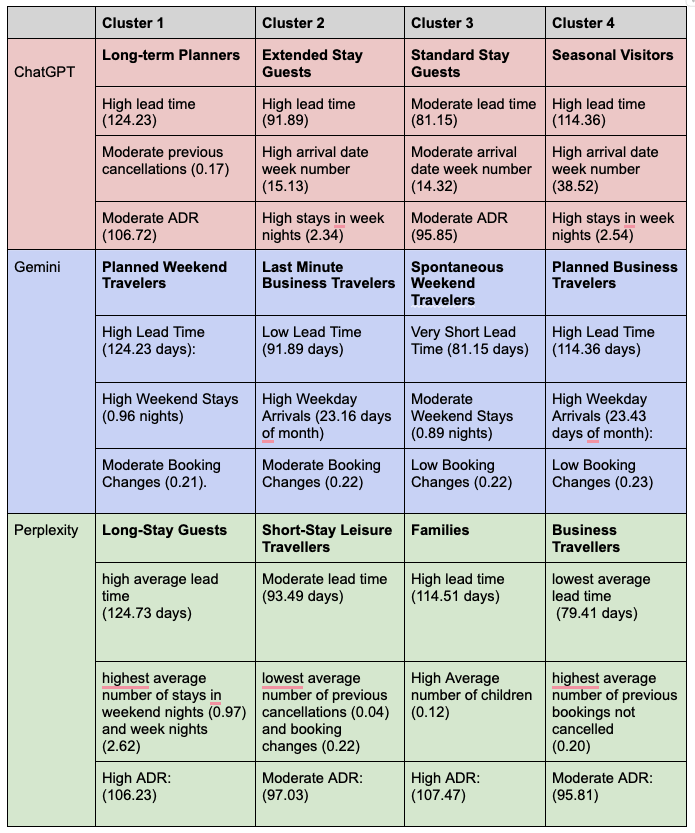 Cluster 1 Cluster 2 Cluster 3 Cluster 4
ChatGPT
Long-term Planners
Extended Stay
Guests
Standard Stay
Guests
Seasonal Visitors
High lead time
(124.23)
High lead time
(91.89)
Moderate lead time
(81.15)
High lead time
(114.36)
Moderate previous
cancellations (0.17)
High arrival date
week number
(15.13)
Moderate arrival
date week number
(14.32)
High arrival date
week number
(38.52)
Moderate ADR
(106.72)
High stays in week
nights (2.34)
Moderate ADR
(95.85)
High stays in week
nights (2.54)
Gemini
Planned Weekend
Travelers
Last Minute
Business Travelers
Spontaneous
Weekend
Travelers
Planned Business
Travelers
High Lead Time
(124.23 days):
Low Lead Time
(91.89 days)
Very Short Lead
Time (81.15 days)
High Lead Time
(114.36 days)
High Weekend Stays
(0.96 nights)
High Weekday
Arrivals (23.16 days
of month)
Moderate
Weekend Stays
(0.89 nights)
High Weekday
Arrivals (23.43
days of month):
Moderate Booking
Changes (0.21).
Moderate Booking
Changes (0.22)
Low Booking
Changes (0.22)
Low Booking
Changes (0.23)
Perplexity
Long-Stay Guests
Short-Stay Leisure
Travellers
Families
Business
Travellers
high average lead
time
(124.73 days)
Moderate lead time
(93.49 days)
High lead time
(114.51 days)
lowest average
lead time
(79.41 days)
highest average
number of stays in
weekend nights (0.97)
and week nights
(2.62)
lowest average
number of previous
cancellations (0.04)
and booking
changes (0.22)
High Average
number of children
(0.12)
highest average
number of previous
bookings not
cancelled
(0.20)
High ADR:
(106.23)
Moderate ADR:
(97.03)
High ADR:
(107.47)
Moderate ADR:
(95.81)